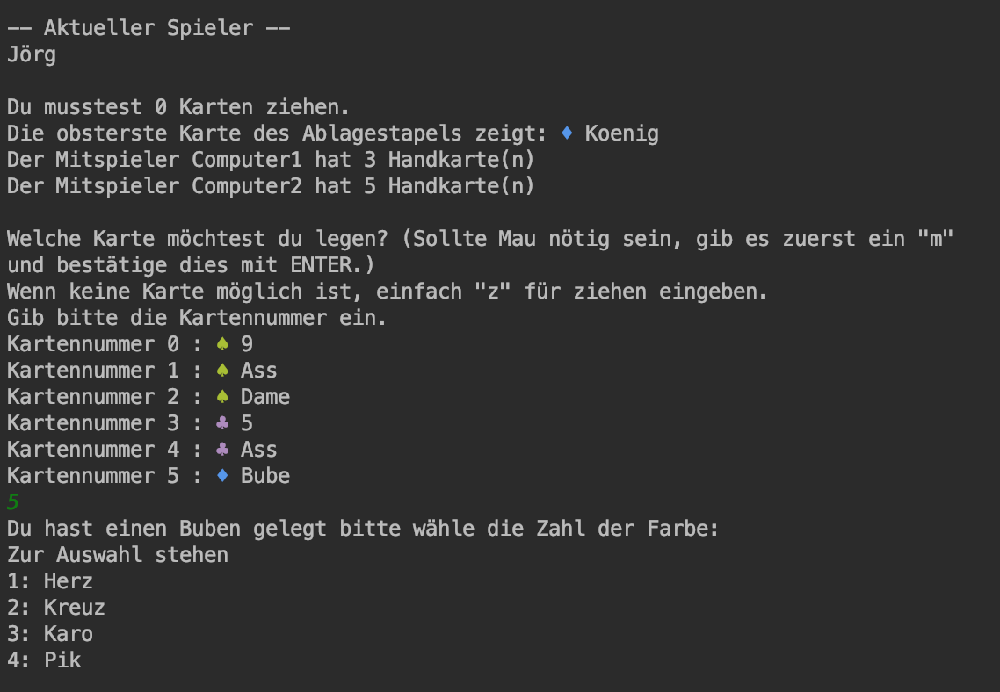 -- Aktueller Spieler --
Jörg
Du musstest 0 Karten ziehen.
Die obsterste Karte des Ablagestapels zeigt: ♦ Koenig
Der Mitspieler Computer1 hat 3 Handkarte(n)
Der Mitspieler Computer2 hat 5 Handkarte(n)
Welche Karte möchtest du legen? (Sollte Mau nötig sein, gib es zuerst ein "m"
und bestätige dies mit ENTER.)
Wenn keine Karte möglich ist, einfach "z" für ziehen eingeben.
Gib bitte die Kartennummer ein.
Kartennummer 0 : ♠ 9
Kartennummer 1 : ♠ Ass
Kartennummer 2 : ♠ Dame
Kartennummer 3 : ♣ 5
Kartennummer 4 : ♣ Ass
Kartennummer 5 : ♦ Bube
5
Du hast einen Buben gelegt bitte wähle die Zahl der Farbe:
Zur Auswahl stehen
1: Herz
2: Kreuz
3: Karo
4: Pik